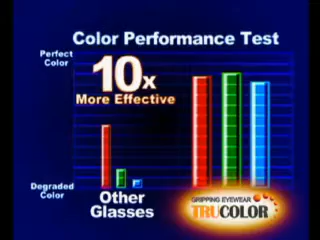 Color Performance Test
Perfect
Color
10x
More Effective
Degraded
Color
Other
Glasses
GRIPPING EYEWEAR
TRUCOLOR